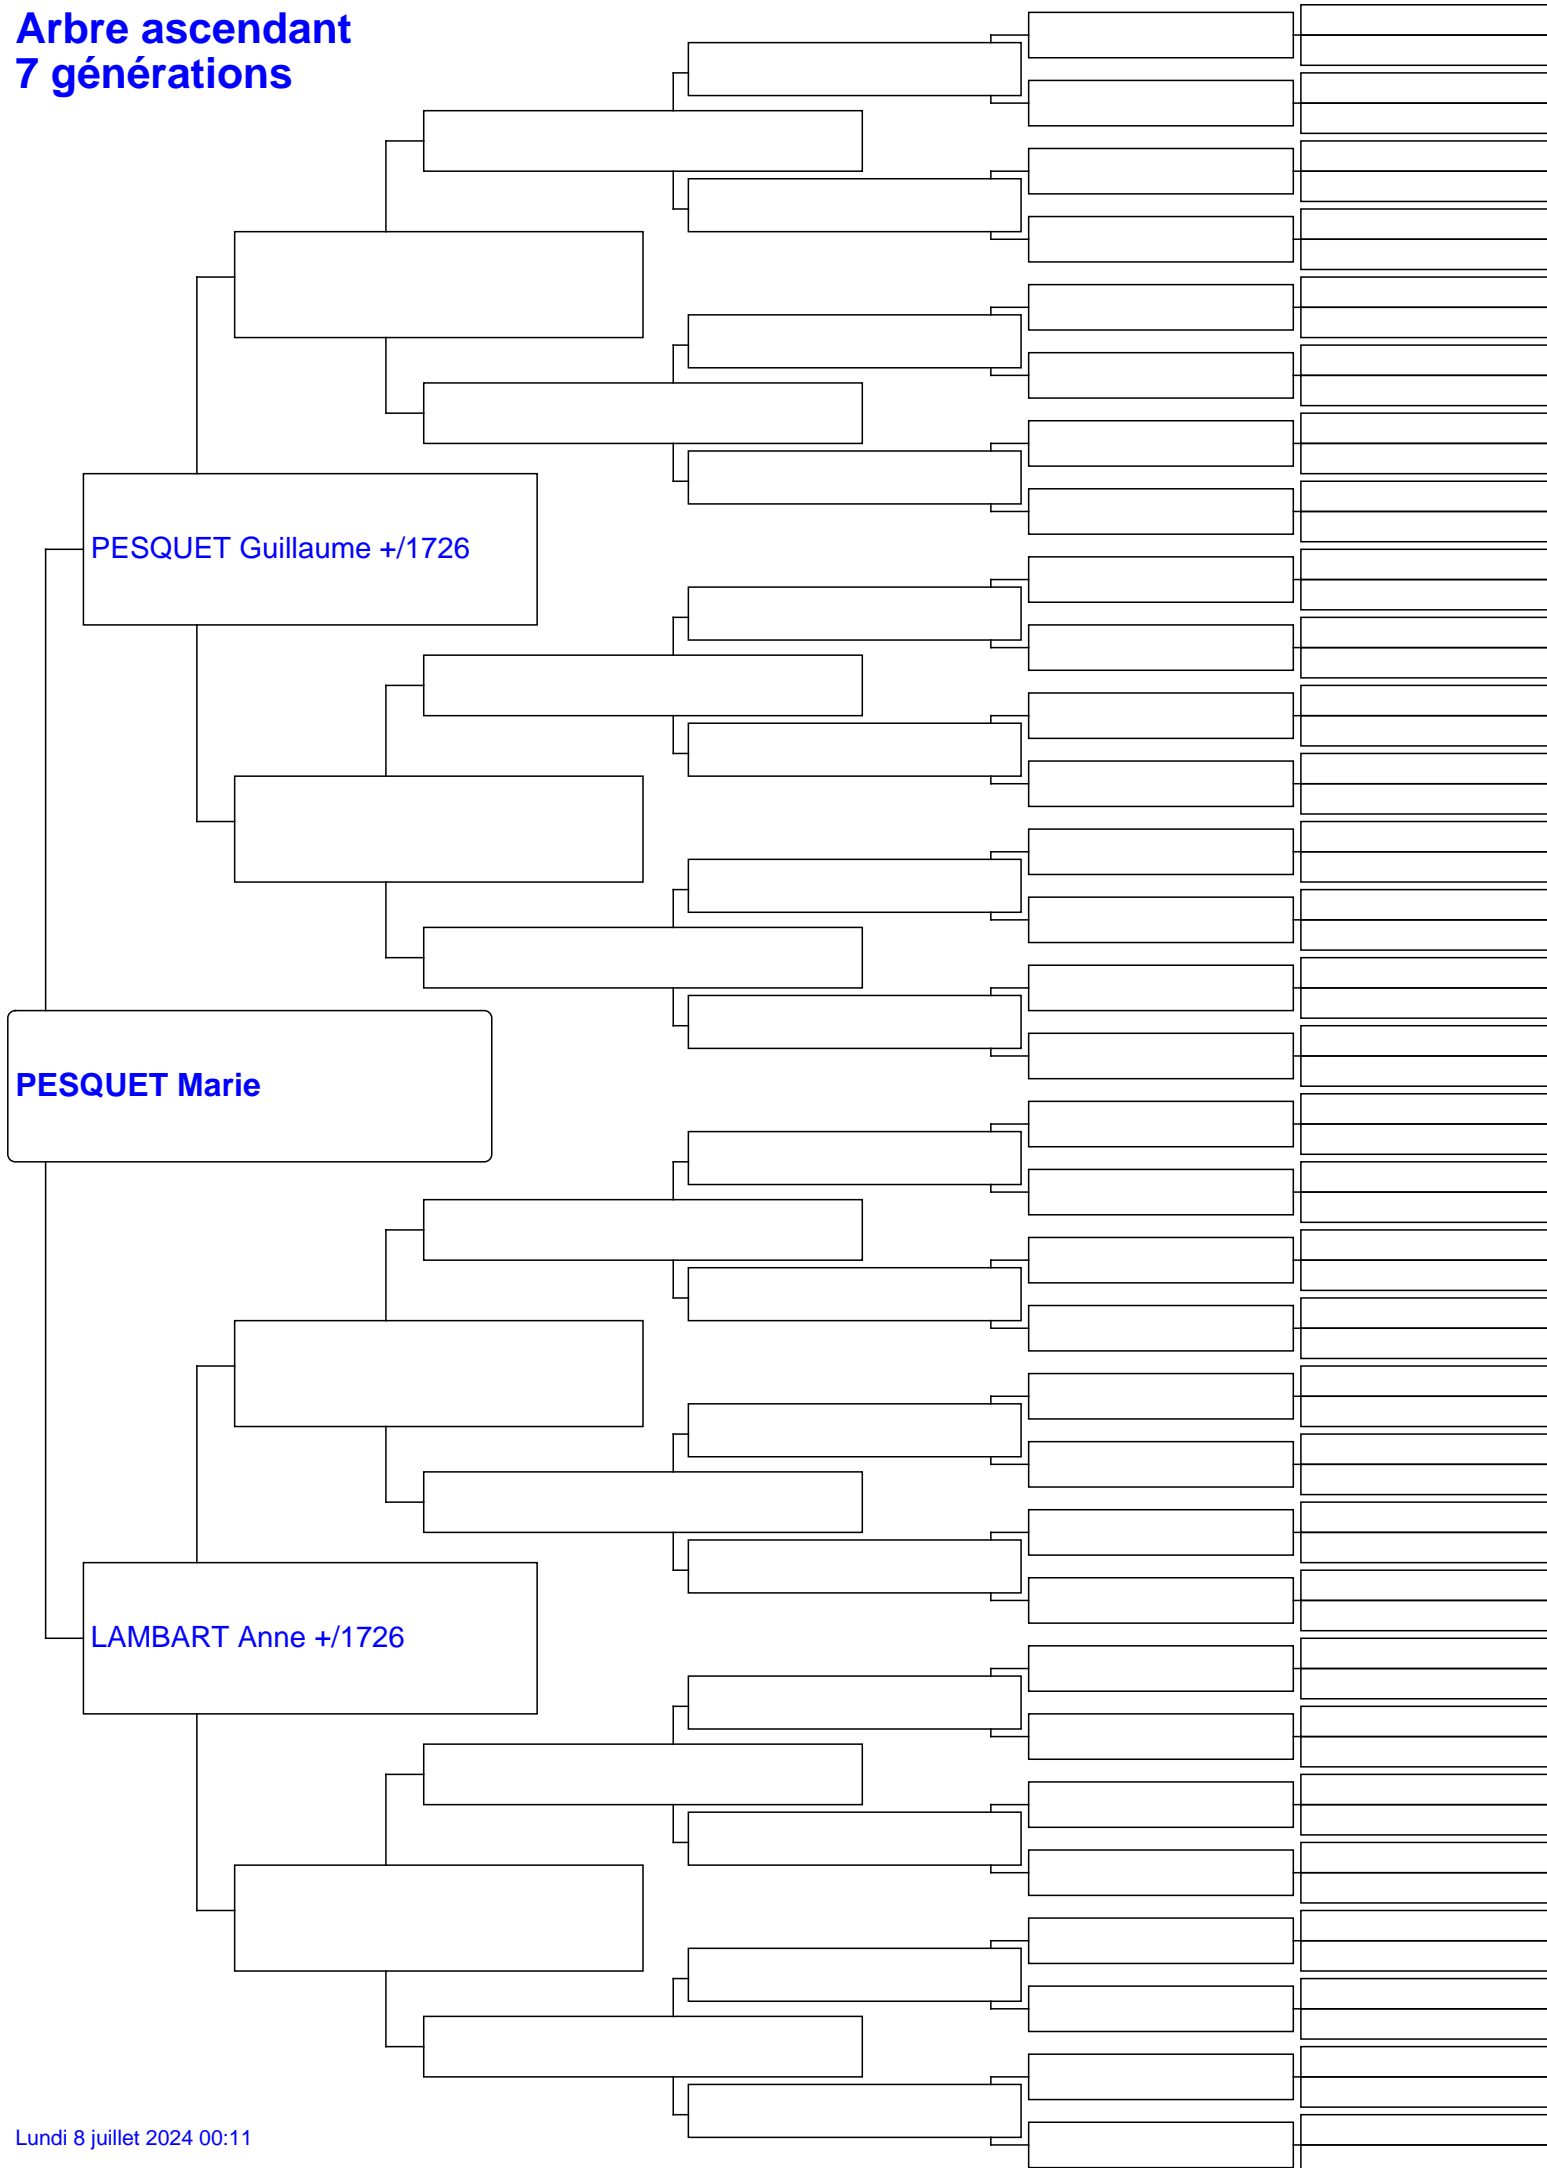 Arbre ascendant
7 générations
PESQUET Guillaume +/1726
PESQUET Marie
LAMBART Anne +/1726
Lundi 8 juillet 2024 00:11